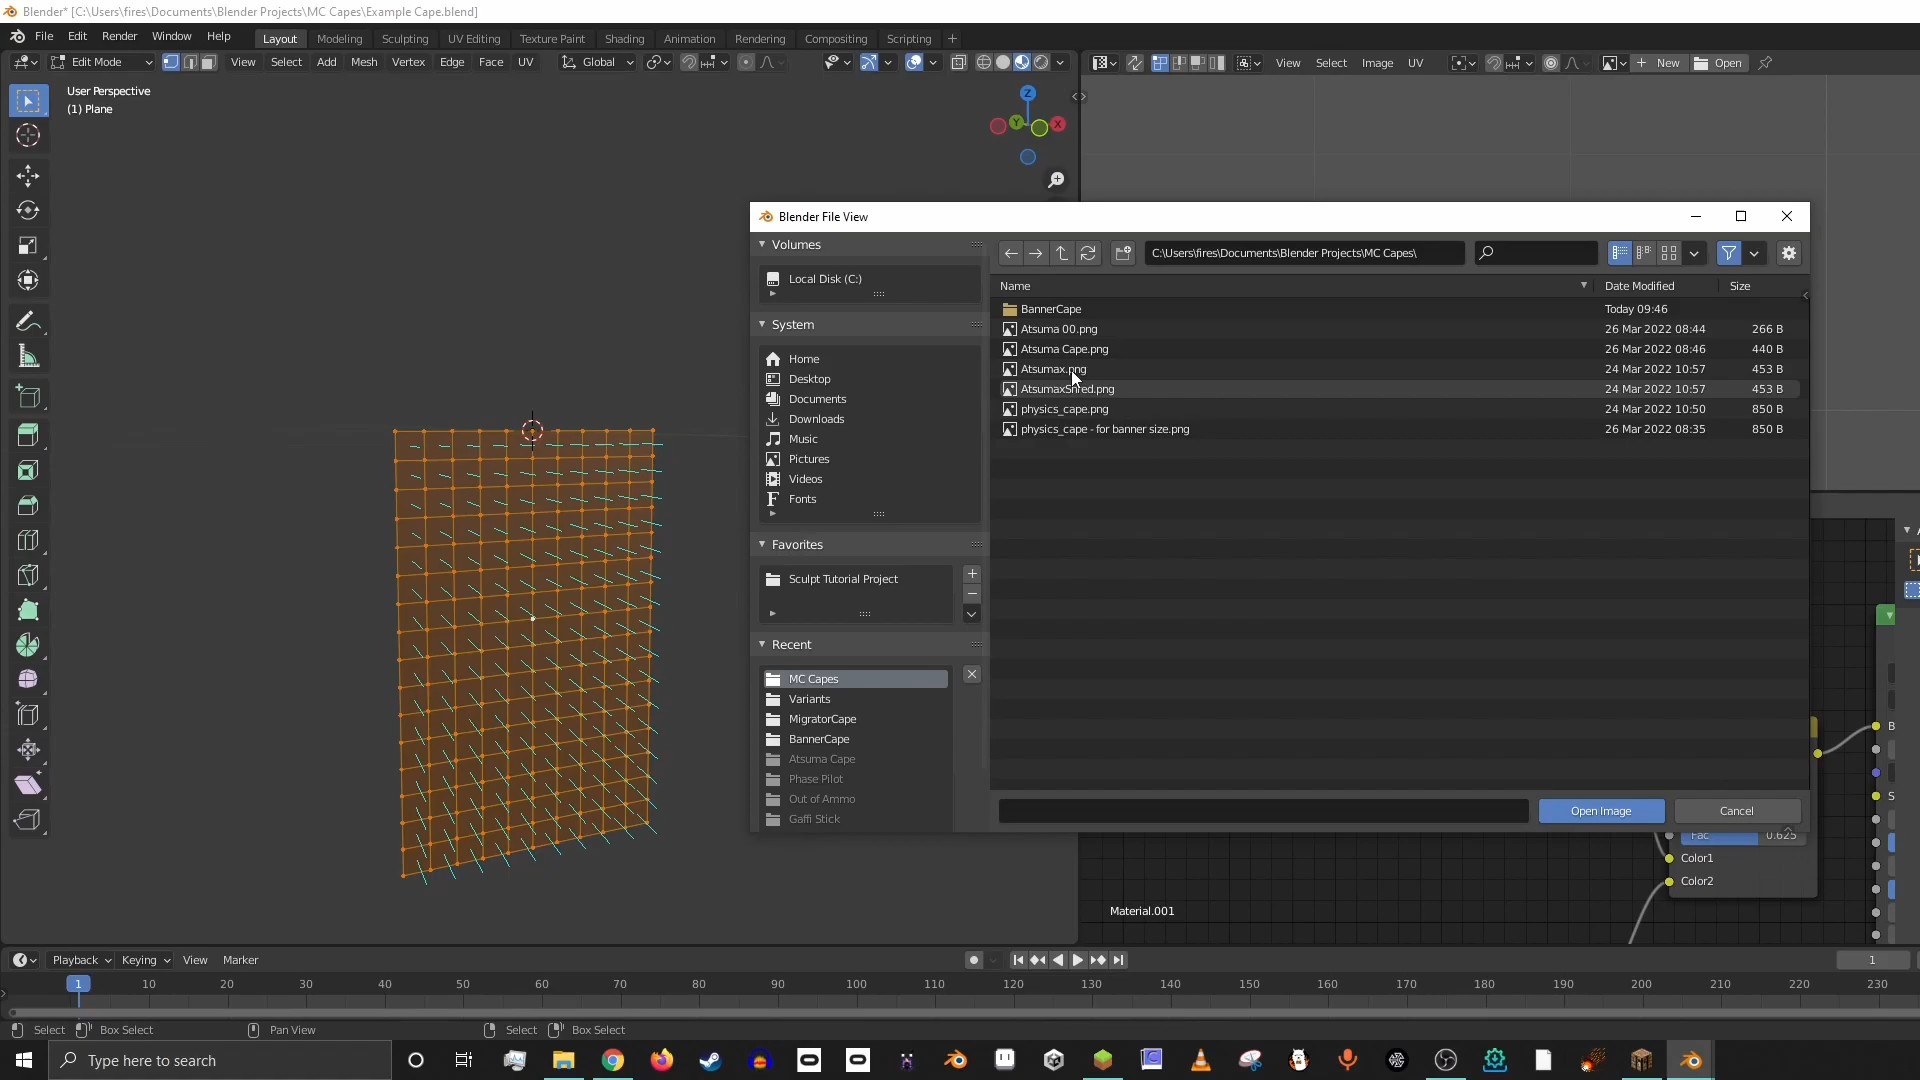 Blender* [C:\Users\fires\Documents\Blender Projects\MC Capes\Example Cape.blend]
File Edit Render Window Help Layout Modeling Sculpting UV Editing Texture Paint Shading Animation Rendering Compositing Scripting +
Edit Mode View Select Add Mesh Vertex Edge Face UV Global
View Select Image UV New Open
User Perspective
(1) Plane
Z
Y X
Blender File View
Volumes
Local Disk (C:)
System
Home
Desktop
Documents
Downloads
Music
Pictures
Videos
Fonts
Favorites
Sculpt Tutorial Project
Recent
MC Capes
Variants
MigratorCape
BannerCape
Atsuma Cape
Phase Pilot
Out of Ammo
Gaffi Stick
C:\Users\fires\Documents\Blender Projects\MC Capes\
Name Date Modified Size
BannerCape Today 09:46
Atsuma 00.png 26 Mar 2022 08:44 266 B
Atsuma Cape.png 26 Mar 2022 08:46 440 B
Atsumax.png 24 Mar 2022 10:57 453 B
AtsumaxShred.png 24 Mar 2022 10:57 453 B
physics_cape.png 24 Mar 2022 10:50 850 B
physics_cape - for banner size.png 26 Mar 2022 08:35 850 B
Open Image Cancel
B
S
Fac 0.625
Color1
Color2
Material.001
Playback Keying View Marker 1
1 10 20 30 40 50 60 70 80 90 100 110 120 130 140 150 160 170 180 190 200 210 220 230
Select Box Select Pan View Select Box Select
Type here to search